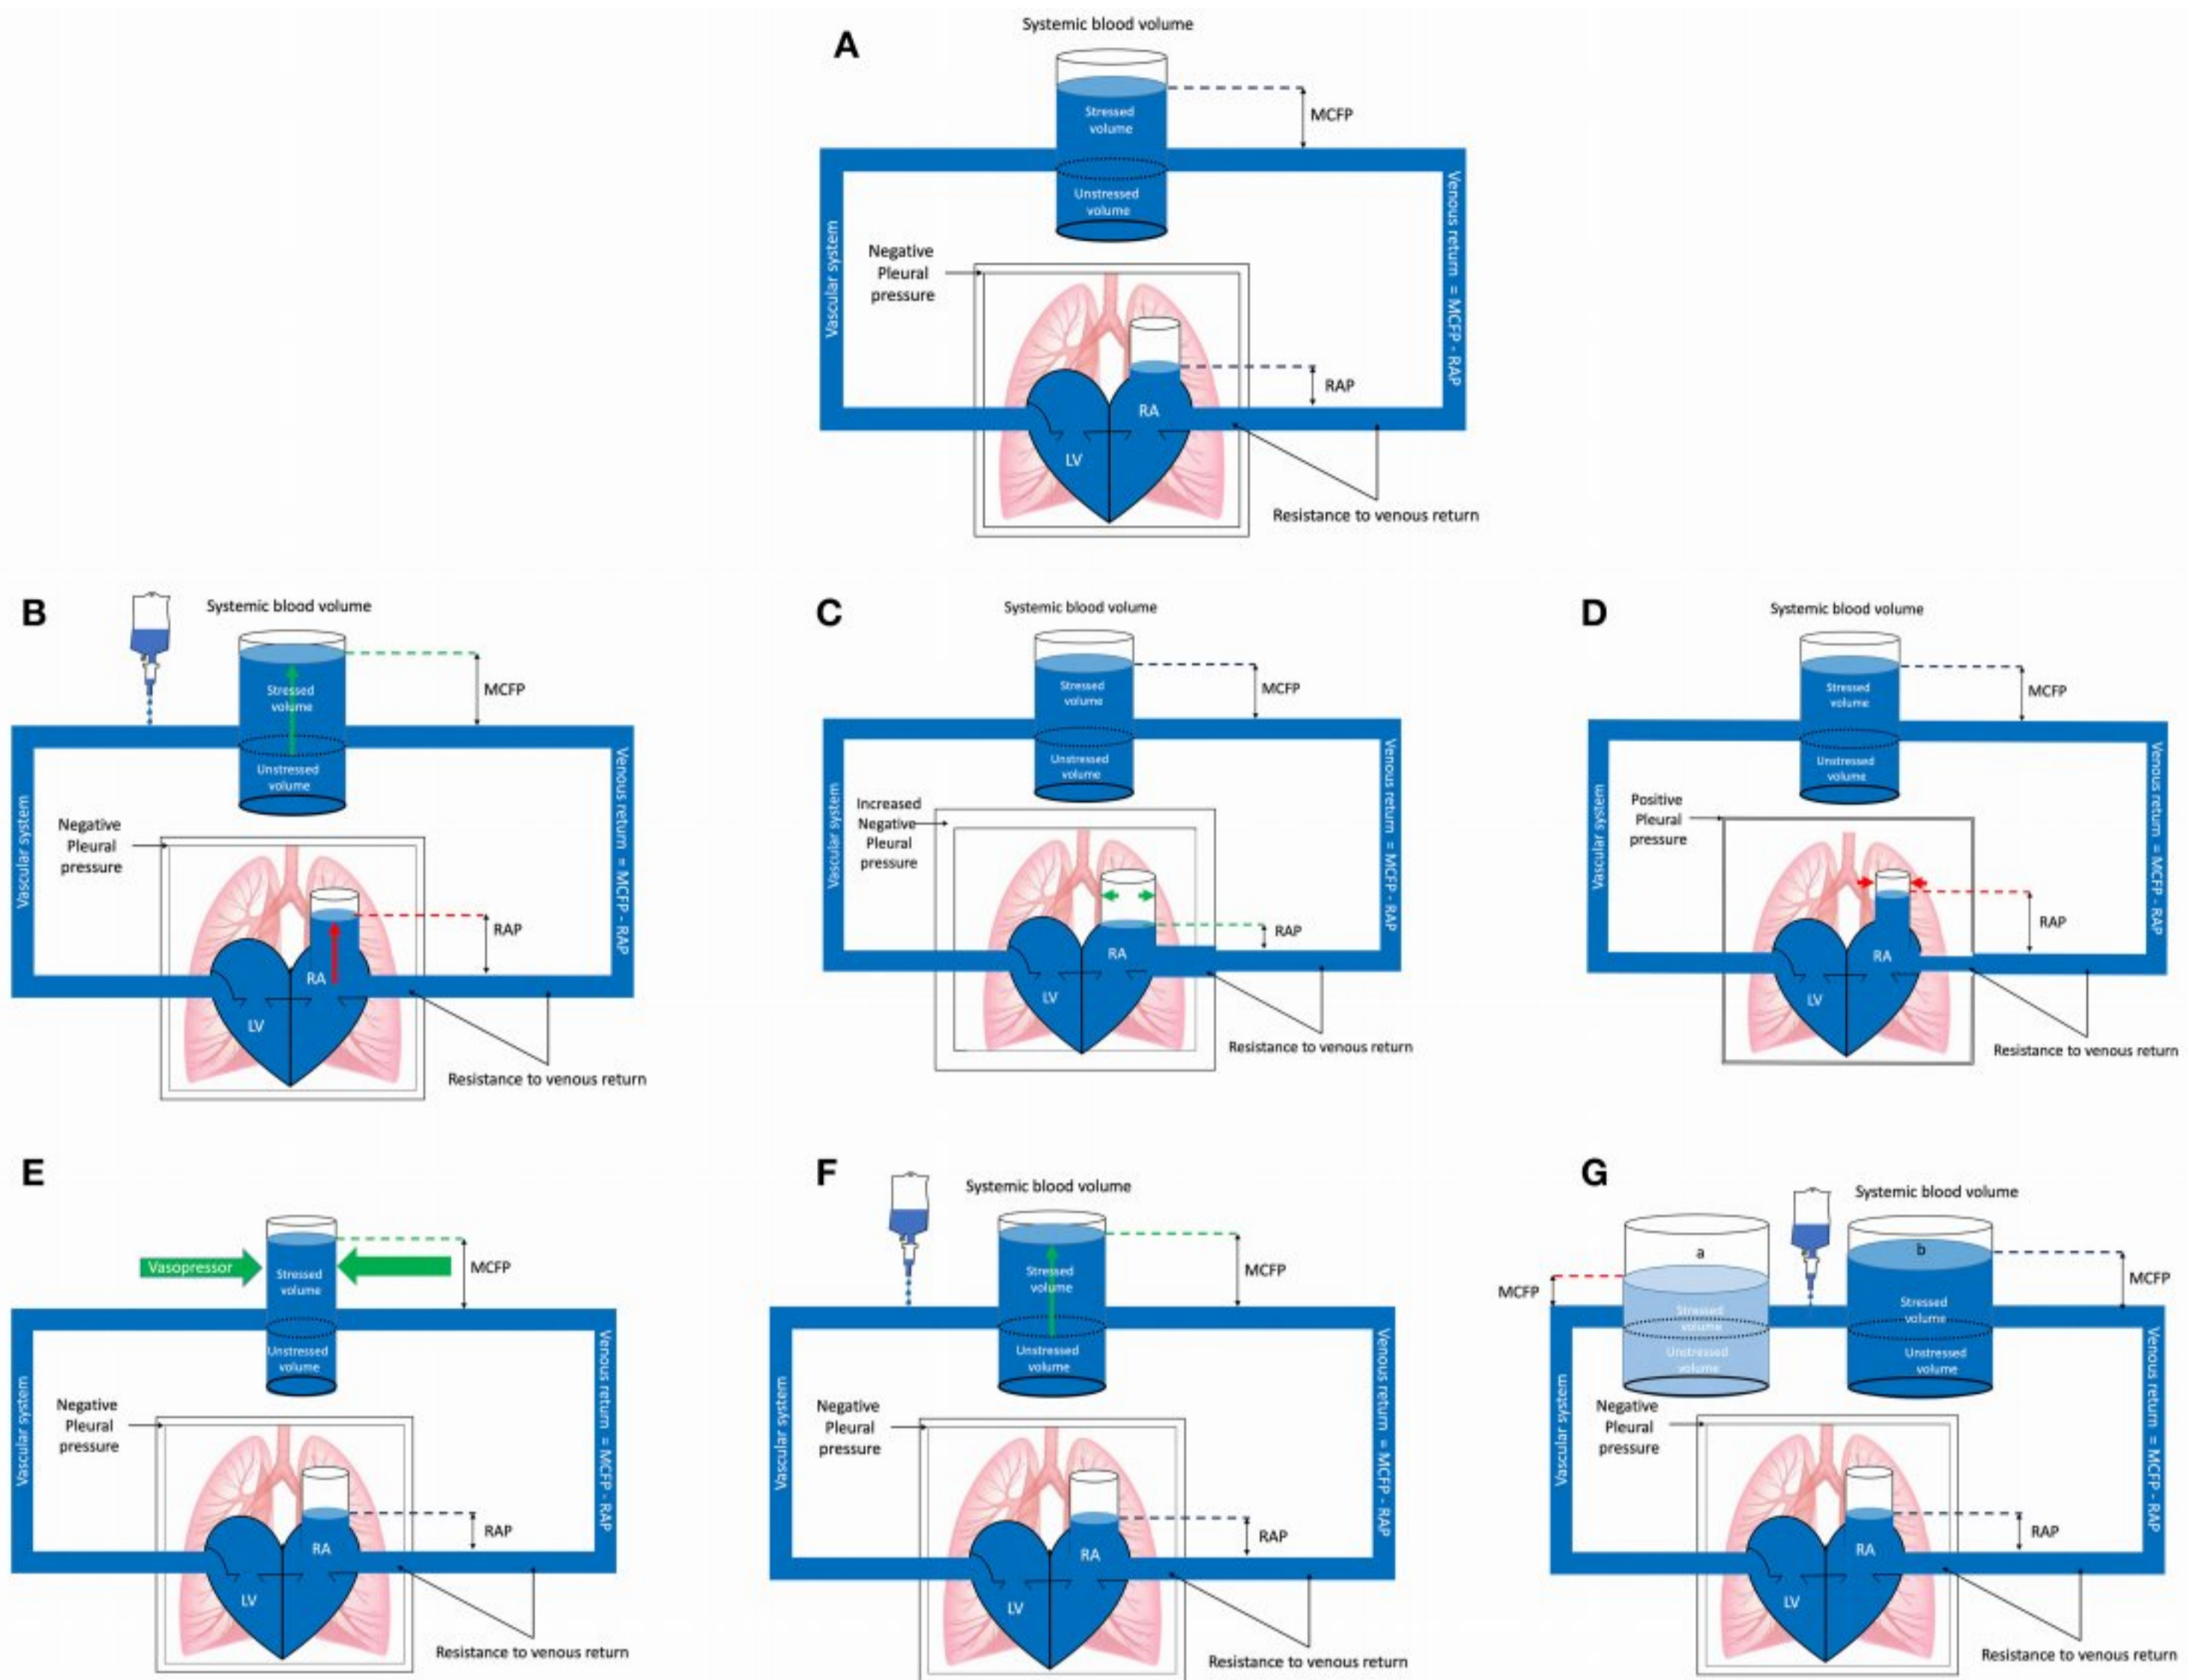 A
Systemic blood volume
Stressed
volume
MCFP
Unstressed
volume
Vascular system
Venous return = MCFP - RAP
Negative
Pleural
pressure
RAP
RA
LV
Resistance to venous return
B
Systemic blood volume
Stressed
volume
MCFP
Unstressed
volume
Vascular system
Venous return = MCFP - RAP
Negative
Pleural
pressure
RAP
RA
LV
Resistance to venous return
C
Systemic blood volume
Stressed
volume
MCFP
Unstressed
volume
Vascular system
Venous return = MCFP - RAP
Increased
Negative
Pleural
pressure
RAP
RA
LV
Resistance to venous return
D
Systemic blood volume
Stressed
volume
MCFP
Unstressed
volume
Vascular system
Venous return = MCFP - RAP
Positive
Pleural
pressure
RAP
RA
LV
Resistance to venous return
E
Vasopressor
Stressed
volume
MCFP
Unstressed
volume
Vascular system
Venous return = MCFP - RAP
Negative
Pleural
pressure
RAP
RA
LV
Resistance to venous return
F
Systemic blood volume
Stressed
volume
MCFP
Unstressed
volume
Vascular system
Venous return = MCFP - RAP
Negative
Pleural
pressure
RAP
RA
LV
Resistance to venous return
G
Systemic blood volume
a
b
MCFP
MCFP
Stressed
volume
Unstressed
volume
Stressed
volume
Unstressed
volume
Vascular system
Venous return = MCFP - RAP
Negative
Pleural
pressure
RAP
RA
LV
Resistance to venous return